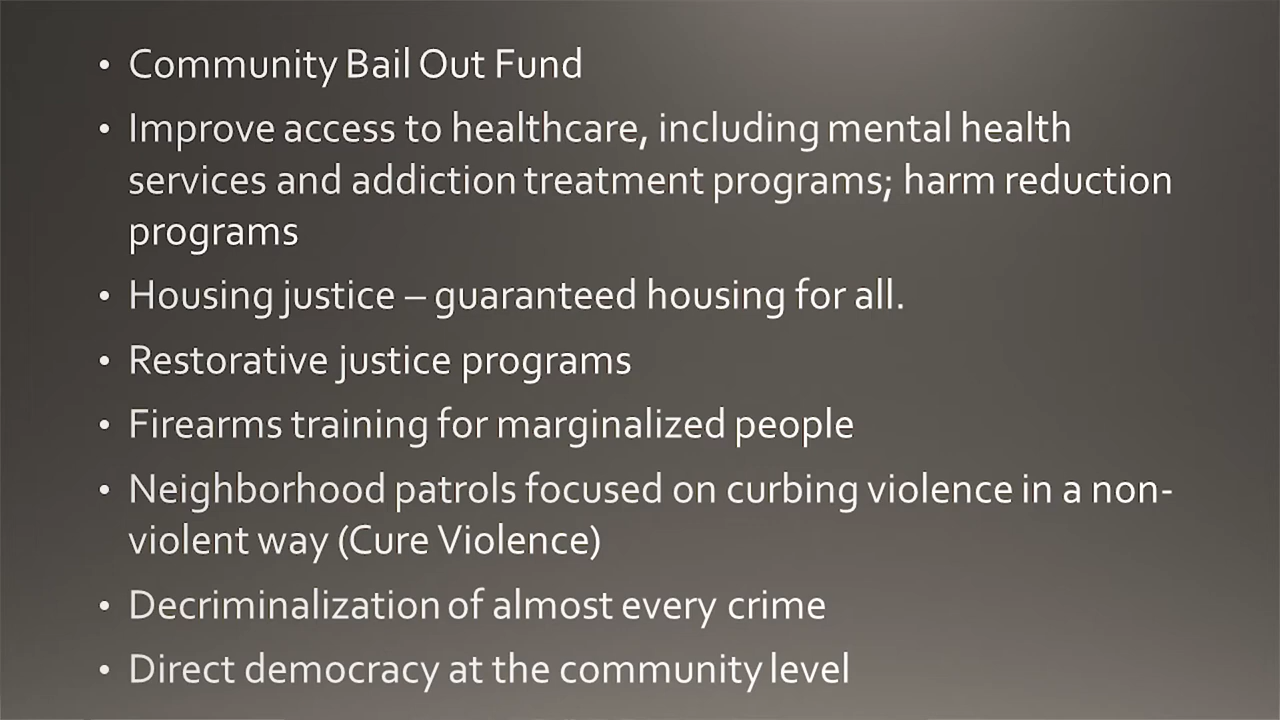 • Community Bail Out Fund
• Improve access to healthcare, including mental health
services and addiction treatment programs; harm reduction
programs
• Housing justice – guaranteed housing for all.
• Restorative justice programs
• Firearms training for marginalized people
• Neighborhood patrols focused on curbing violence in a non-
violent way (Cure Violence)
• Decriminalization of almost every crime
• Direct democracy at the community level